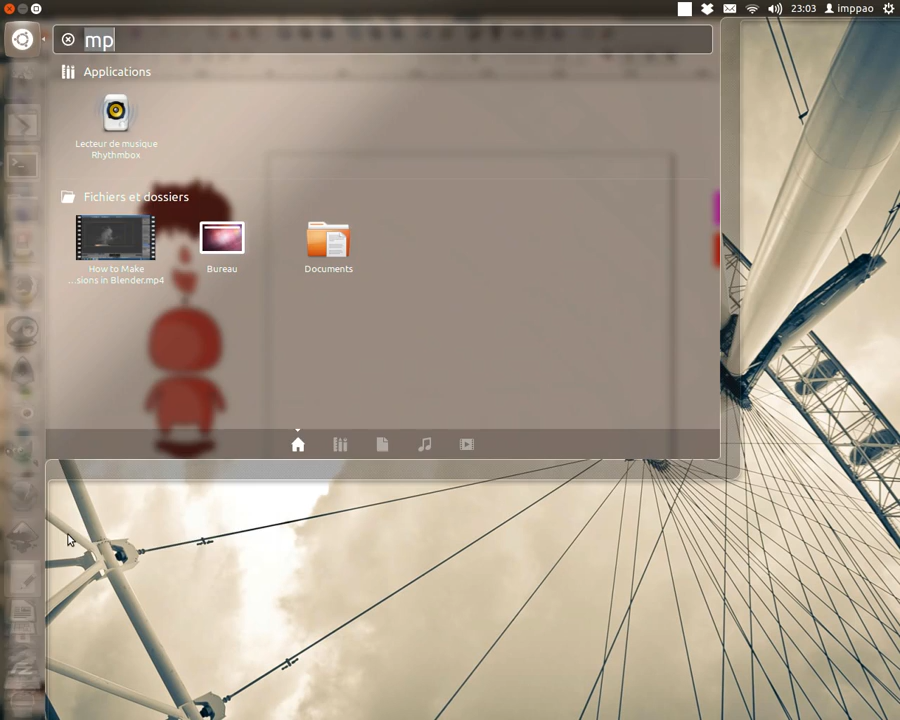 23:03 imppao
mp
Applications
Lecteur de musique
Rhythmbox
Fichiers et dossiers
How to Make
...sions in Blender.mp4
Bureau
Documents